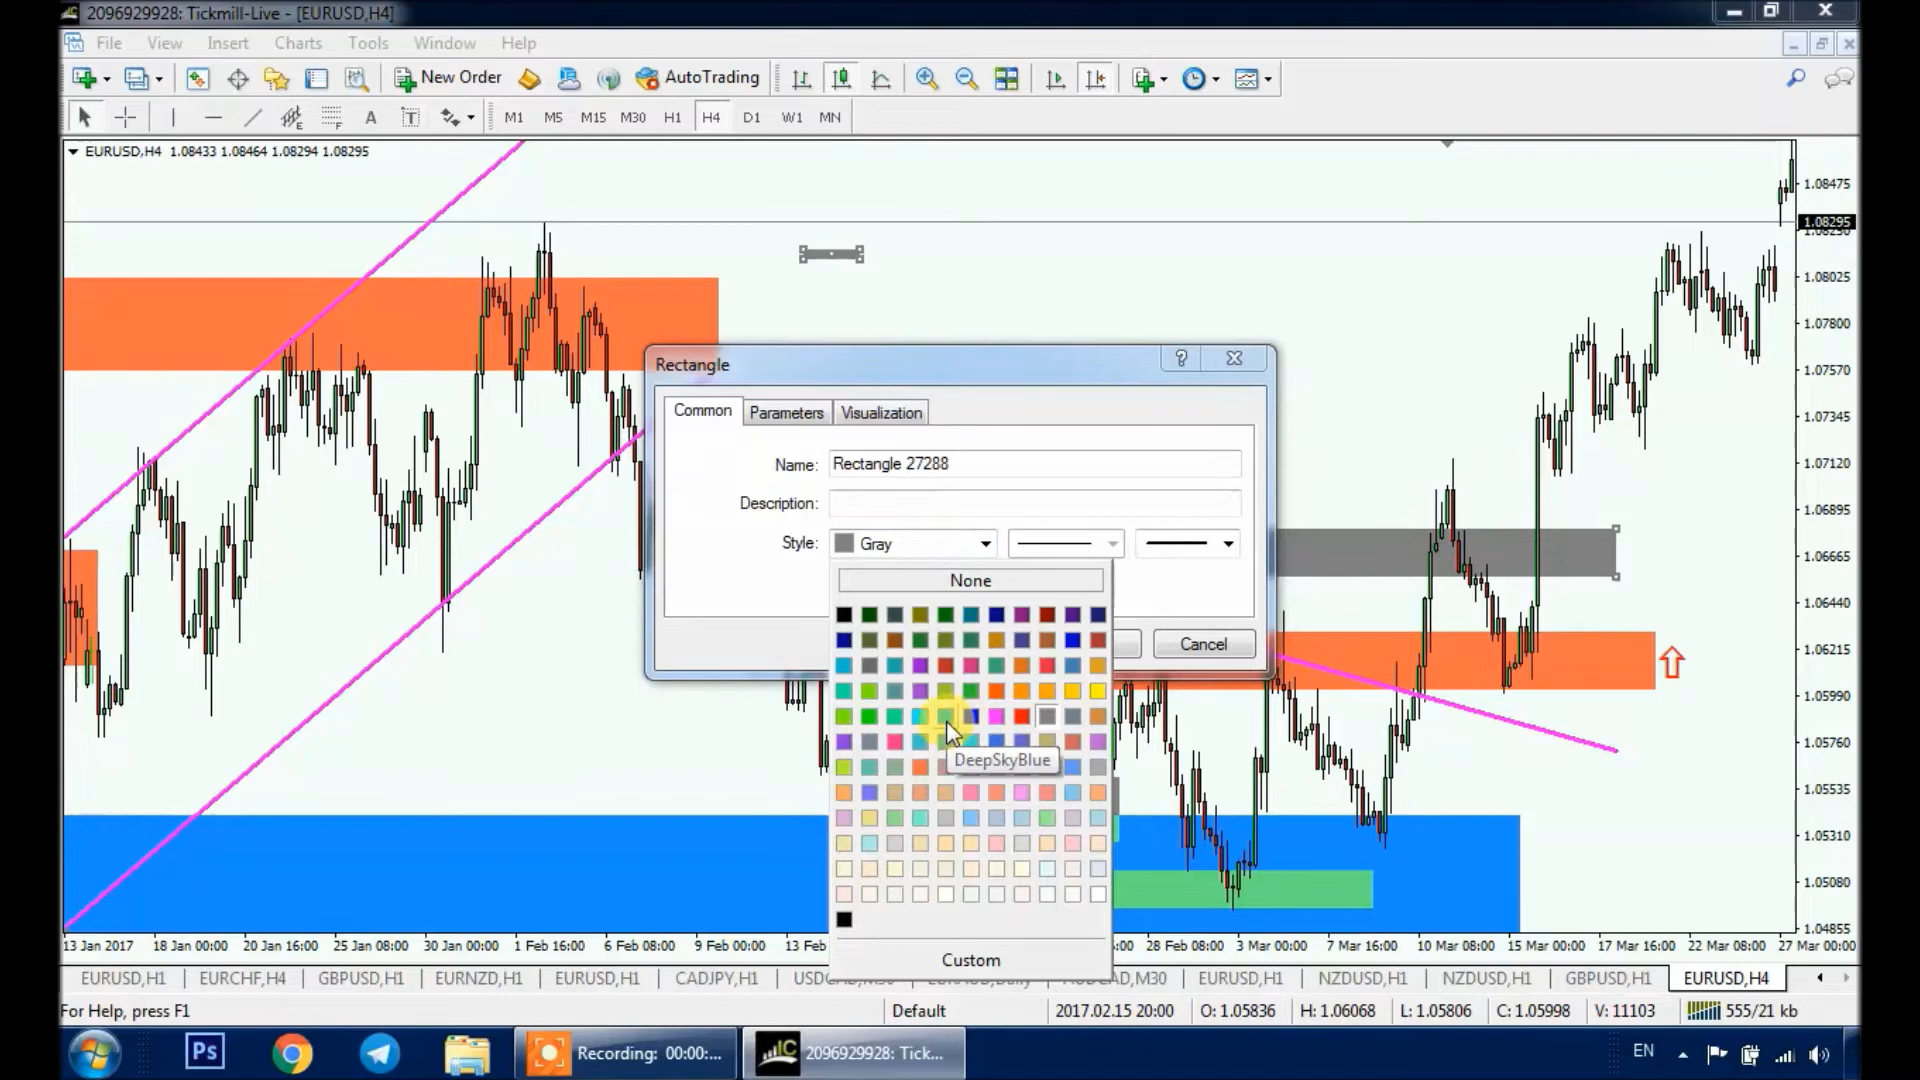 2096929928: Tickmill-Live - [EURUSD,H4]
File View Insert Charts Tools Window Help
New Order AutoTrading
E F A T M1 M5 M15 M30 H1 H4 D1 W1 MN
EURUSD,H4 1.08433 1.08464 1.08294 1.08295
1.08475
1.08295
1.08025
1.07800
1.07570
1.07345
1.07120
1.06895
1.06665
1.06440
1.06215
1.05990
1.05760
1.05535
1.05310
1.05080
1.04855
Rectangle
Common Parameters Visualization
Name: Rectangle 27288
Description:
Style: Gray
None
Cancel
DeepSkyBlue
Custom
13 Jan 2017 18 Jan 00:00 20 Jan 16:00 25 Jan 08:00 30 Jan 00:00 1 Feb 16:00 6 Feb 08:00 9 Feb 00:00 13 Feb 28 Feb 08:00 3 Mar 00:00 7 Mar 16:00 10 Mar 08:00 15 Mar 00:00 17 Mar 16:00 22 Mar 08:00 27 Mar 00:00
EURUSD,H1 EURCHF,H4 GBPUSD,H1 EURNZD,H1 EURUSD,H1 CADJPY,H1 EURUSD,H1 NZDUSD,H1 NZDUSD,H1 GBPUSD,H1 EURUSD,H4
For Help, press F1 Default 2017.02.15 20:00 O: 1.05836 H: 1.06068 L: 1.05806 C: 1.05998 V: 11103 555/21 kb
Ps Recording: 00:00:... IC 2096929928: Tick... EN